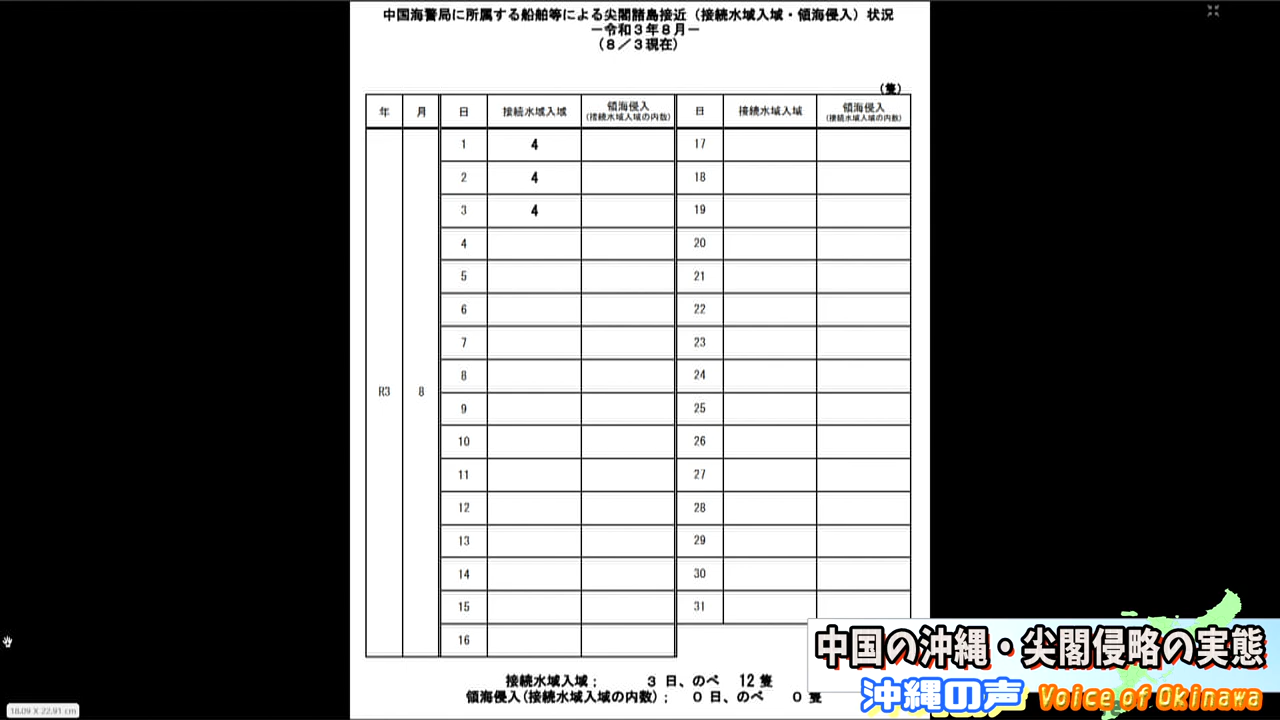 中国海警局に所属する船舶等による尖閣諸島接近（接続水域入域・領海侵入）状況
－令和３年８月－
（８／３現在）
（隻）
年 月 日 接続水域入域 領海侵入 日 接続水域入域 領海侵入
(接続水域入域の内数) (接続水域入域の内数)
1 4 17
2 4 18
3 4 19
4 20
5 21
6 22
7 23
8 24
R3 8
9 25
10 26
11 27
12 28
13 29
14 30
15 31
16
接続水域入域； 3 日、のべ 12 隻
領海侵入(接続水域入域の内数)； 0 日、のべ 0 隻
中国の沖縄・尖閣侵略の実態
沖縄の声 Voice of Okinawa
18.09 X 22.91 cm